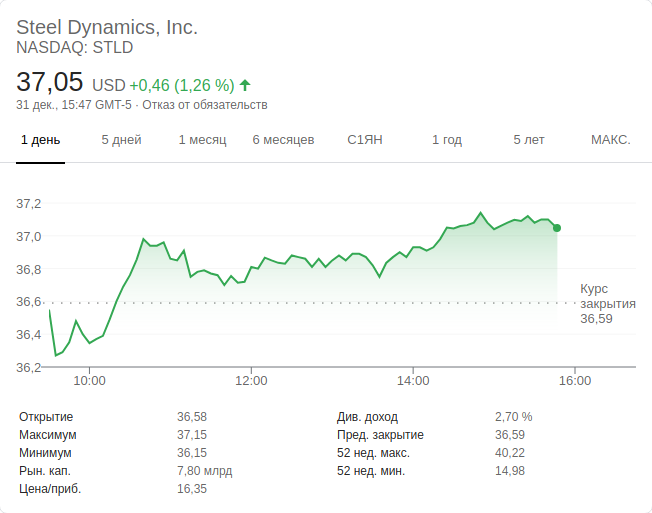 Steel Dynamics, Inc.
NASDAQ: STLD
37,05 USD +0,46 (1,26 %)
31 дек., 15:47 GMT-5 · Отказ от обязательств
1 день 5 дней 1 месяц 6 месяцев С1ЯН 1 год 5 лет МАКС.
37,2
37,0
36,8
36,6
36,4
36,2
Курс
закрытия
36,59
10:00 12:00 14:00 16:00
Открытие 36,58
Максимум 37,15
Минимум 36,15
Рын. кап. 7,80 млрд
Цена/приб. 16,35
Див. доход 2,70 %
Пред. закрытие 36,59
52 нед. макс. 40,22
52 нед. мин. 14,98